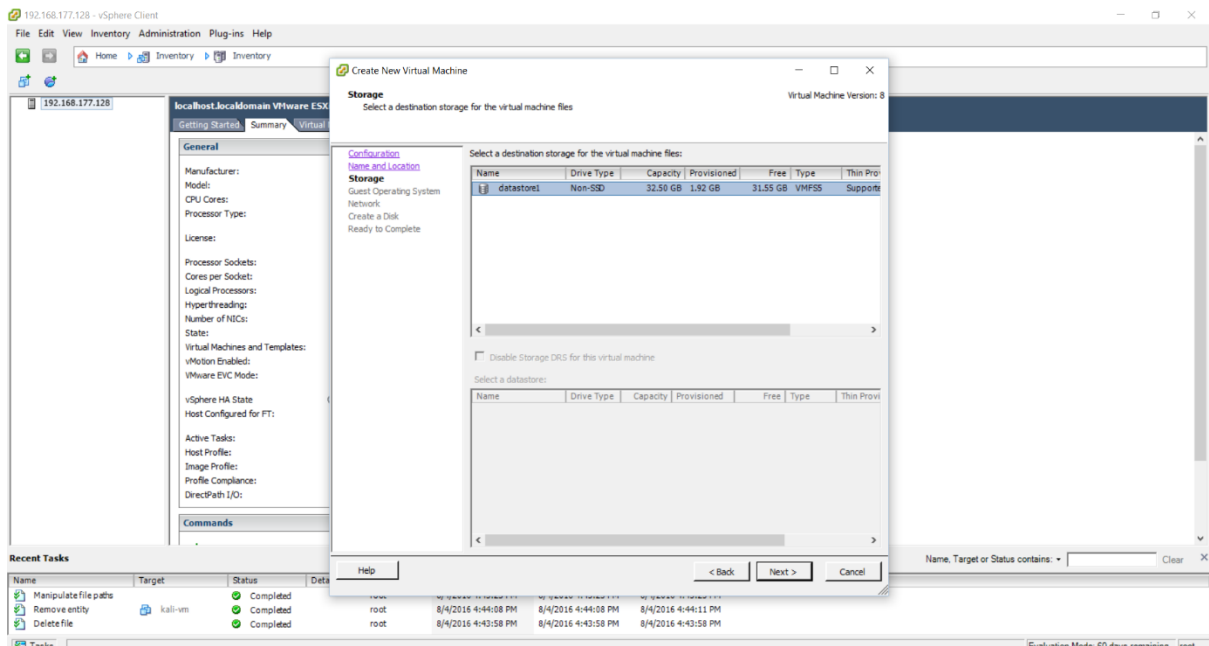 192.168.177.128 - vSphere Client
File Edit View Inventory Administration Plug-ins Help
Home Inventory Inventory
192.168.177.128
localhost.localdomain VMware ESX
Getting Started Summary Virtual
General
Manufacturer:
Model:
CPU Cores:
Processor Type:
License:
Processor Sockets:
Cores per Socket:
Logical Processors:
Hyperthreading:
Number of NICs:
State:
Virtual Machines and Templates:
vMotion Enabled:
VMware EVC Mode:
vSphere HA State
Host Configured for FT:
Active Tasks:
Host Profile:
Image Profile:
Profile Compliance:
DirectPath I/O:
Commands
Create New Virtual Machine
Storage
Select a destination storage for the virtual machine files
Virtual Machine Version: 8
Configuration
Name and Location
Storage
Guest Operating System
Network
Create a Disk
Ready to Complete
Select a destination storage for the virtual machine files:
Name Drive Type Capacity Provisioned Free Type Thin Pro
datastore1 Non-SSD 32.50 GB 1.92 GB 31.55 GB VMFS5 Supporte
Disable Storage DRS for this virtual machine
Select a datastore:
Name Drive Type Capacity Provisioned Free Type Thin Provi
Help < Back Next > Cancel
Recent Tasks
Name, Target or Status contains: Clear
Name Target Status Deta
Manipulate file paths Completed
Remove entity kali-vm Completed root 8/4/2016 4:44:08 PM 8/4/2016 4:44:08 PM 8/4/2016 4:44:11 PM
Delete file Completed root 8/4/2016 4:43:58 PM 8/4/2016 4:43:58 PM 8/4/2016 4:43:58 PM
Tasks Evaluation Mode: 60 days remaining root